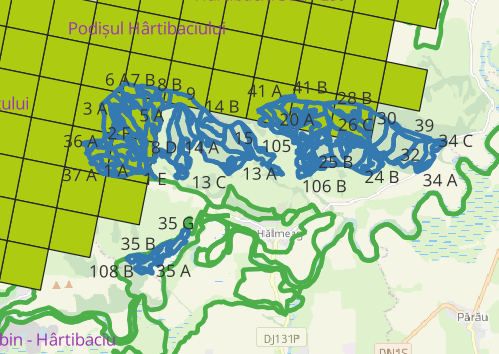 Podișul Hârtibaciului
rului
6 A
7 B
8 B
9
3 A
5 A
14 B
41 A
41 B
28 B
20 A
26 C
30
39
2 F
36 A
8 D
14 A
15
105
34 C
32
25 B
37 A
1 A
1 E
13 C
13 A
106 B
24 B
34 A
35 G
Hălmeag
35 B
108 B
35 A
Părău
DJ131P
DN1S
bin - Hârtibaciu